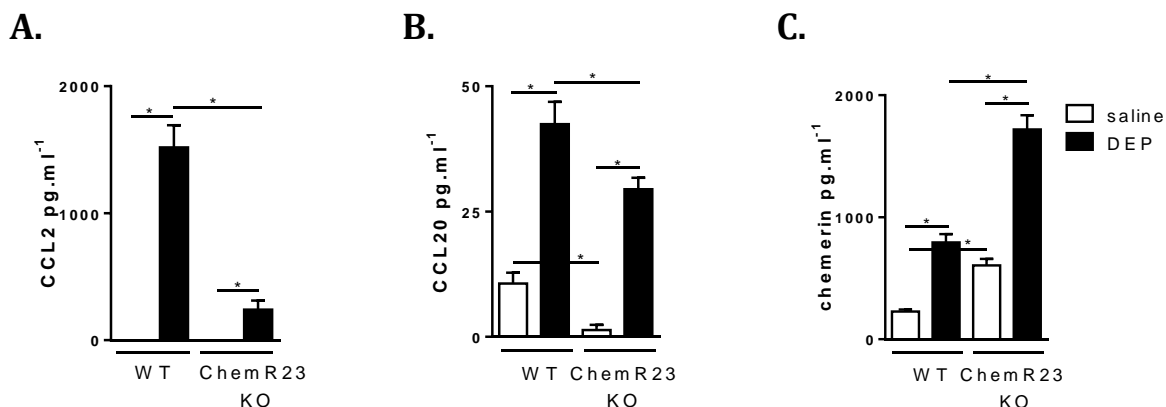 A.
B.
C.
CCL2 pg.ml-1
2000
1000
0
*
*
*
WT
ChemR23
KO
CCL20 pg.ml-1
50
25
0
*
*
*
*
WT
ChemR23
KO
chemerin pg.ml-1
2000
1000
0
*
*
*
*
WT
ChemR23
KO
saline
DEP